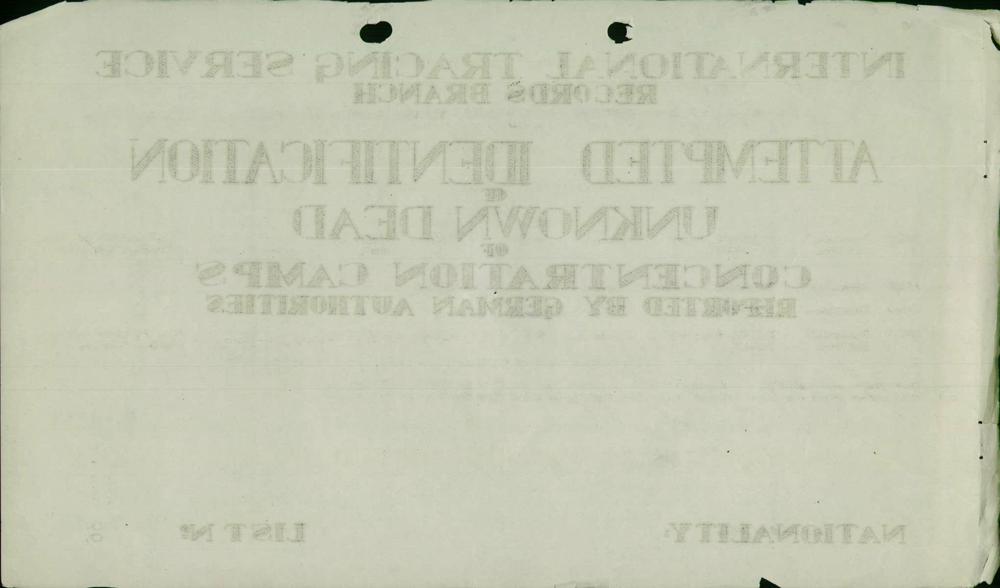 INTERNATIONAL TRACING SERVICE
RECORDS BRANCH
ATTEMPTED IDENTIFICATION
OF
UNKNOWN DEAD
OF
CONCENTRATION CAMPS
REPORTED BY GERMAN AUTHORITIES
NATIONALITY: LIST Nº